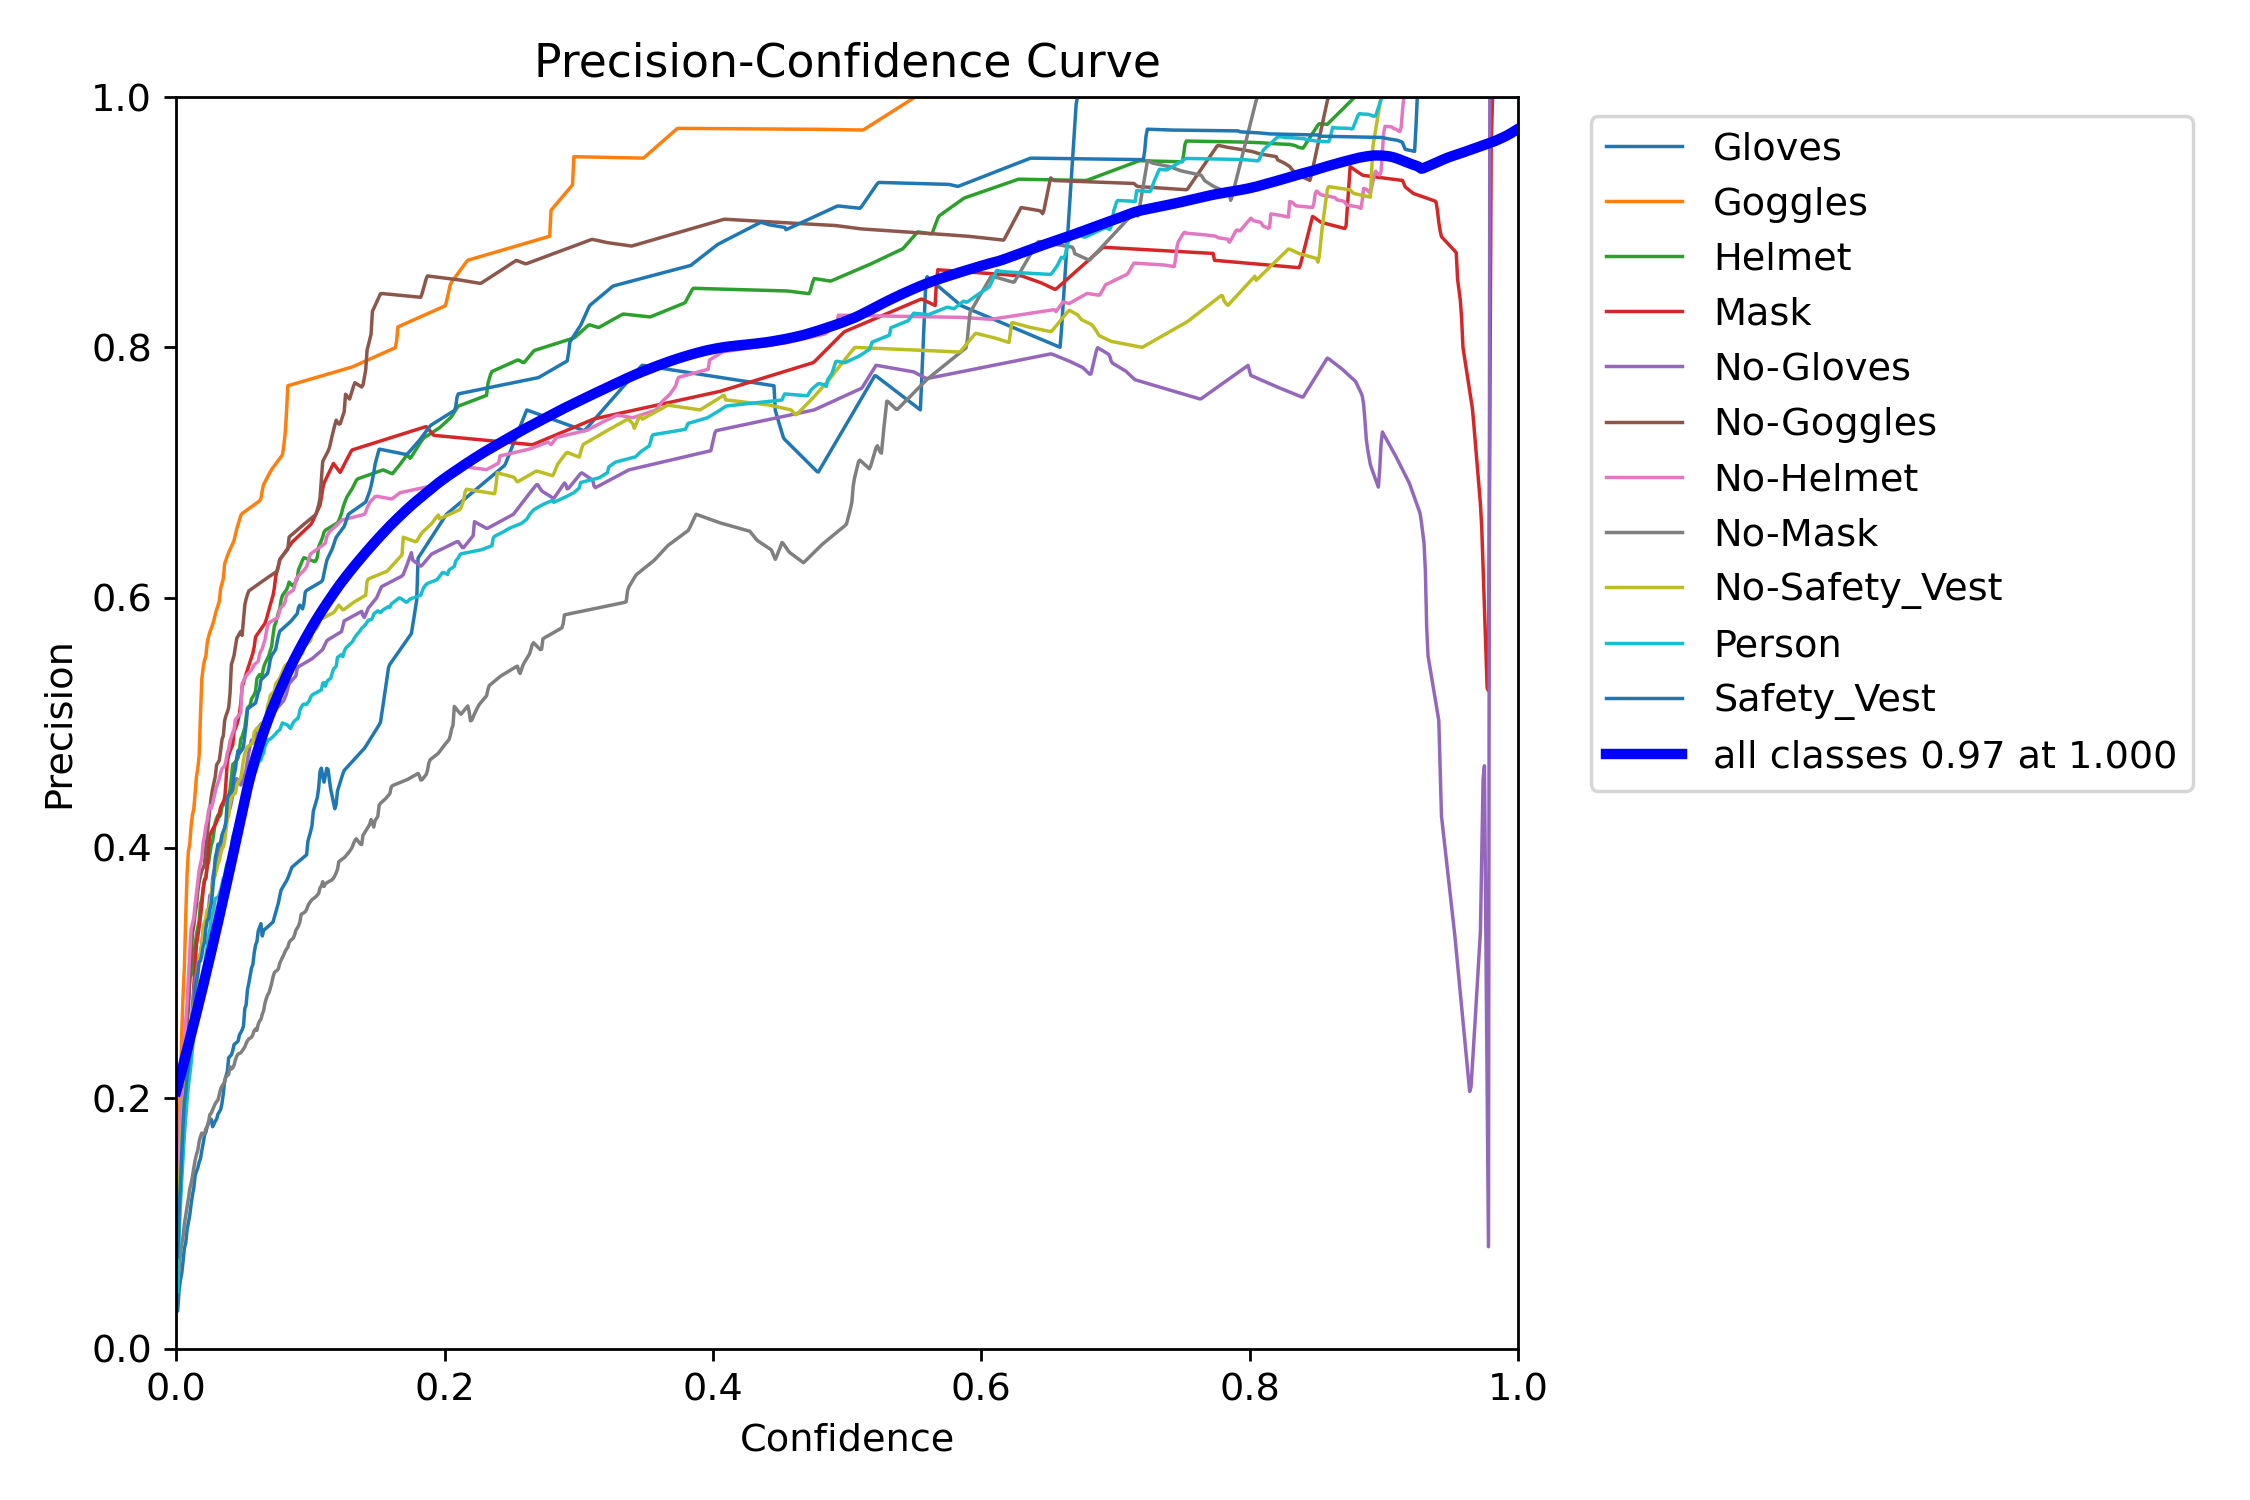 Precision-Confidence Curve
1.0
0.8
0.6
0.4
0.2
0.0
Precision
0.0 0.2 0.4 0.6 0.8 1.0
Confidence
Gloves
Goggles
Helmet
Mask
No-Gloves
No-Goggles
No-Helmet
No-Mask
No-Safety_Vest
Person
Safety_Vest
all classes 0.97 at 1.000